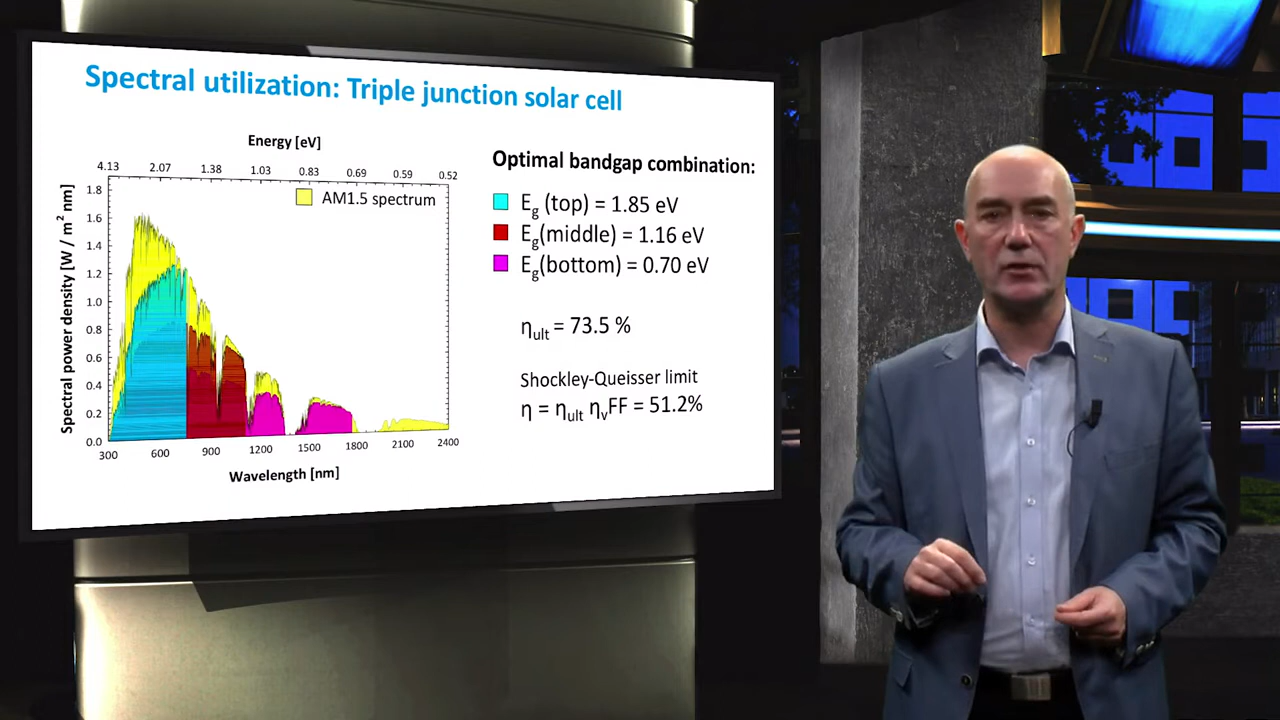 Spectral utilization: Triple junction solar cell
Energy [eV]
4.13 2.07 1.38 1.03 0.83 0.69 0.59 0.52
AM1.5 spectrum
Spectral power density [W / m² nm]
1.8
1.6
1.4
1.2
1.0
0.8
0.6
0.4
0.2
0.0
300 600 900 1200 1500 1800 2100 2400
Wavelength [nm]
Optimal bandgap combination:
Eg (top) = 1.85 eV
Eg(middle) = 1.16 eV
Eg(bottom) = 0.70 eV
ηult = 73.5 %
Shockley-Queisser limit
η = ηult ηvFF = 51.2%